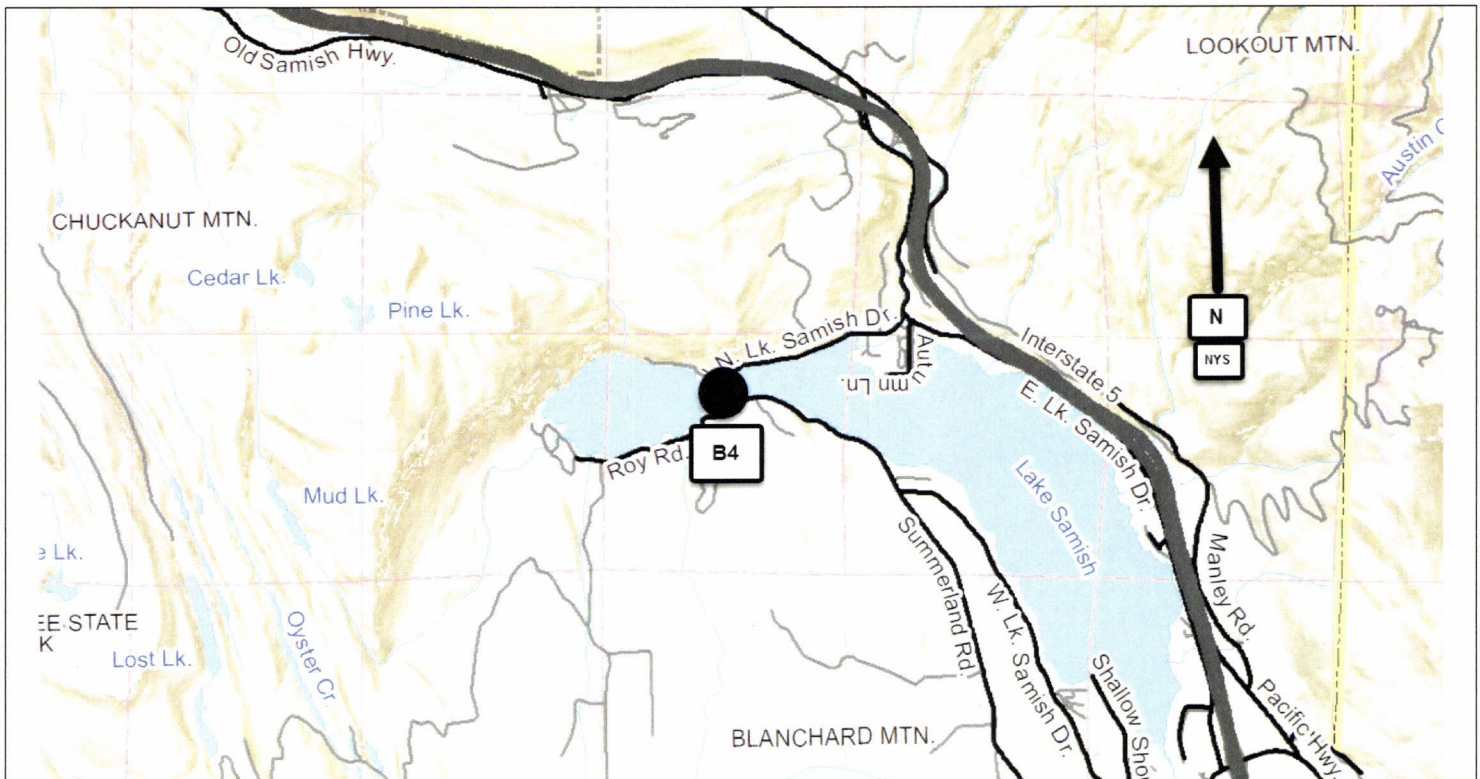 Old Samish Hwy.
LOOKOUT MTN.
Austin
CHUCKANUT MTN.
Cedar Lk.
Pine Lk.
N
NYS
N. Lk. Samish Dr.
Autumn Ln.
Interstate 5
E. Lk. Samish Dr.
Roy Rd.
B4
Lake Samish
Mud Lk.
Summerland Rd.
Manley Rd.
W. Lk. Samish Dr.
Lk.
STATE
Lost Lk.
Oyster Cr
Shallow
Pacific Hwy.
BLANCHARD MTN.